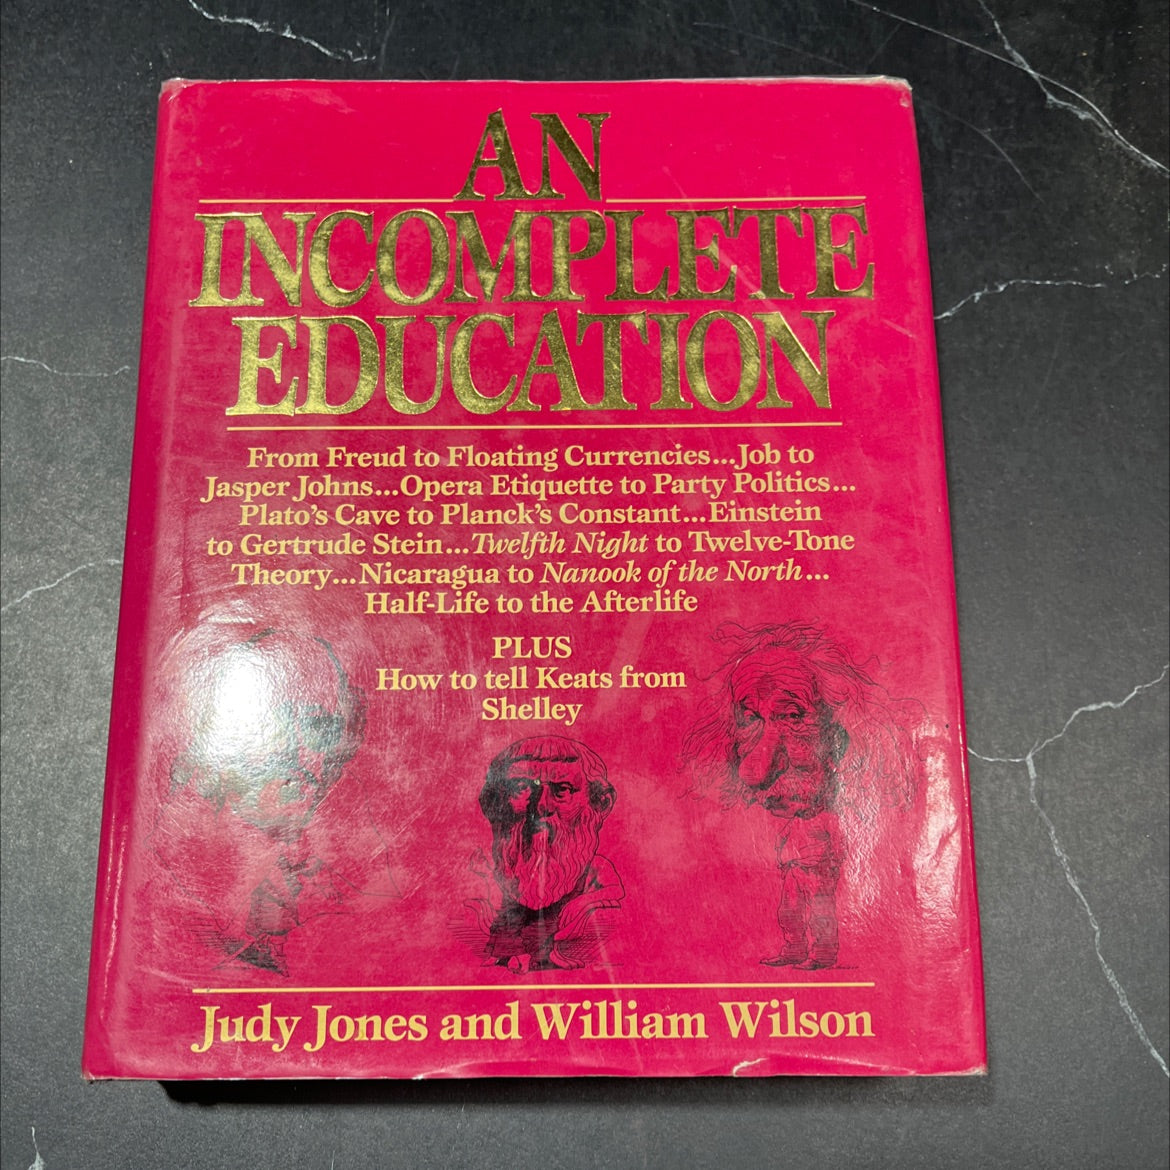 AN
INCOMPLETE
EDUCATION
From Freud to Floating Currencies...Job to
Jasper Johns...Opera Etiquette to Party Politics...
Plato's Cave to Planck's Constant...Einstein
to Gertrude Stein...Twelfth Night to Twelve-Tone
Theory...Nicaragua to Nanook of the North...
Half-Life to the Afterlife
PLUS
How to tell Keats from
Shelley
Judy Jones and William Wilson